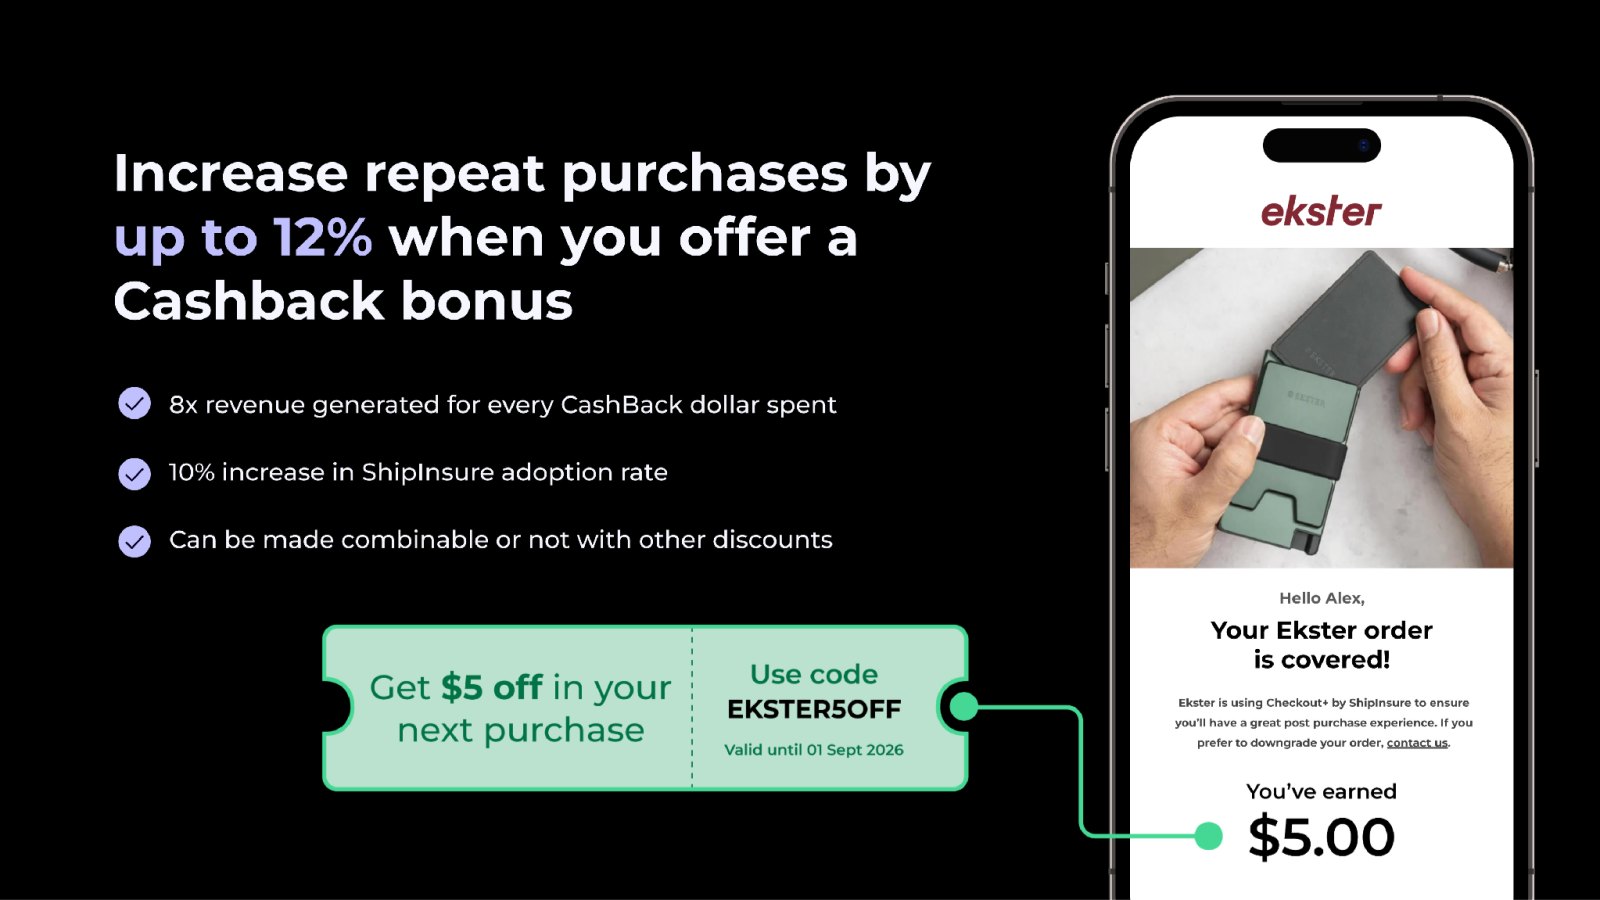 Increase repeat purchases by
up to 12% when you offer a
Cashback bonus
8x revenue generated for every CashBack dollar spent
10% increase in ShipInsure adoption rate
Can be made combinable or not with other discounts
Get $5 off in your
next purchase
Use code
EKSTER5OFF
Valid until 01 Sept 2026
ekster
EKSTER
EKSTER
Hello Alex,
Your Ekster order
is covered!
Ekster is using Checkout+ by ShipInsure to ensure
you'll have a great post purchase experience. If you
prefer to downgrade your order, contact us.
You've earned
$5.00